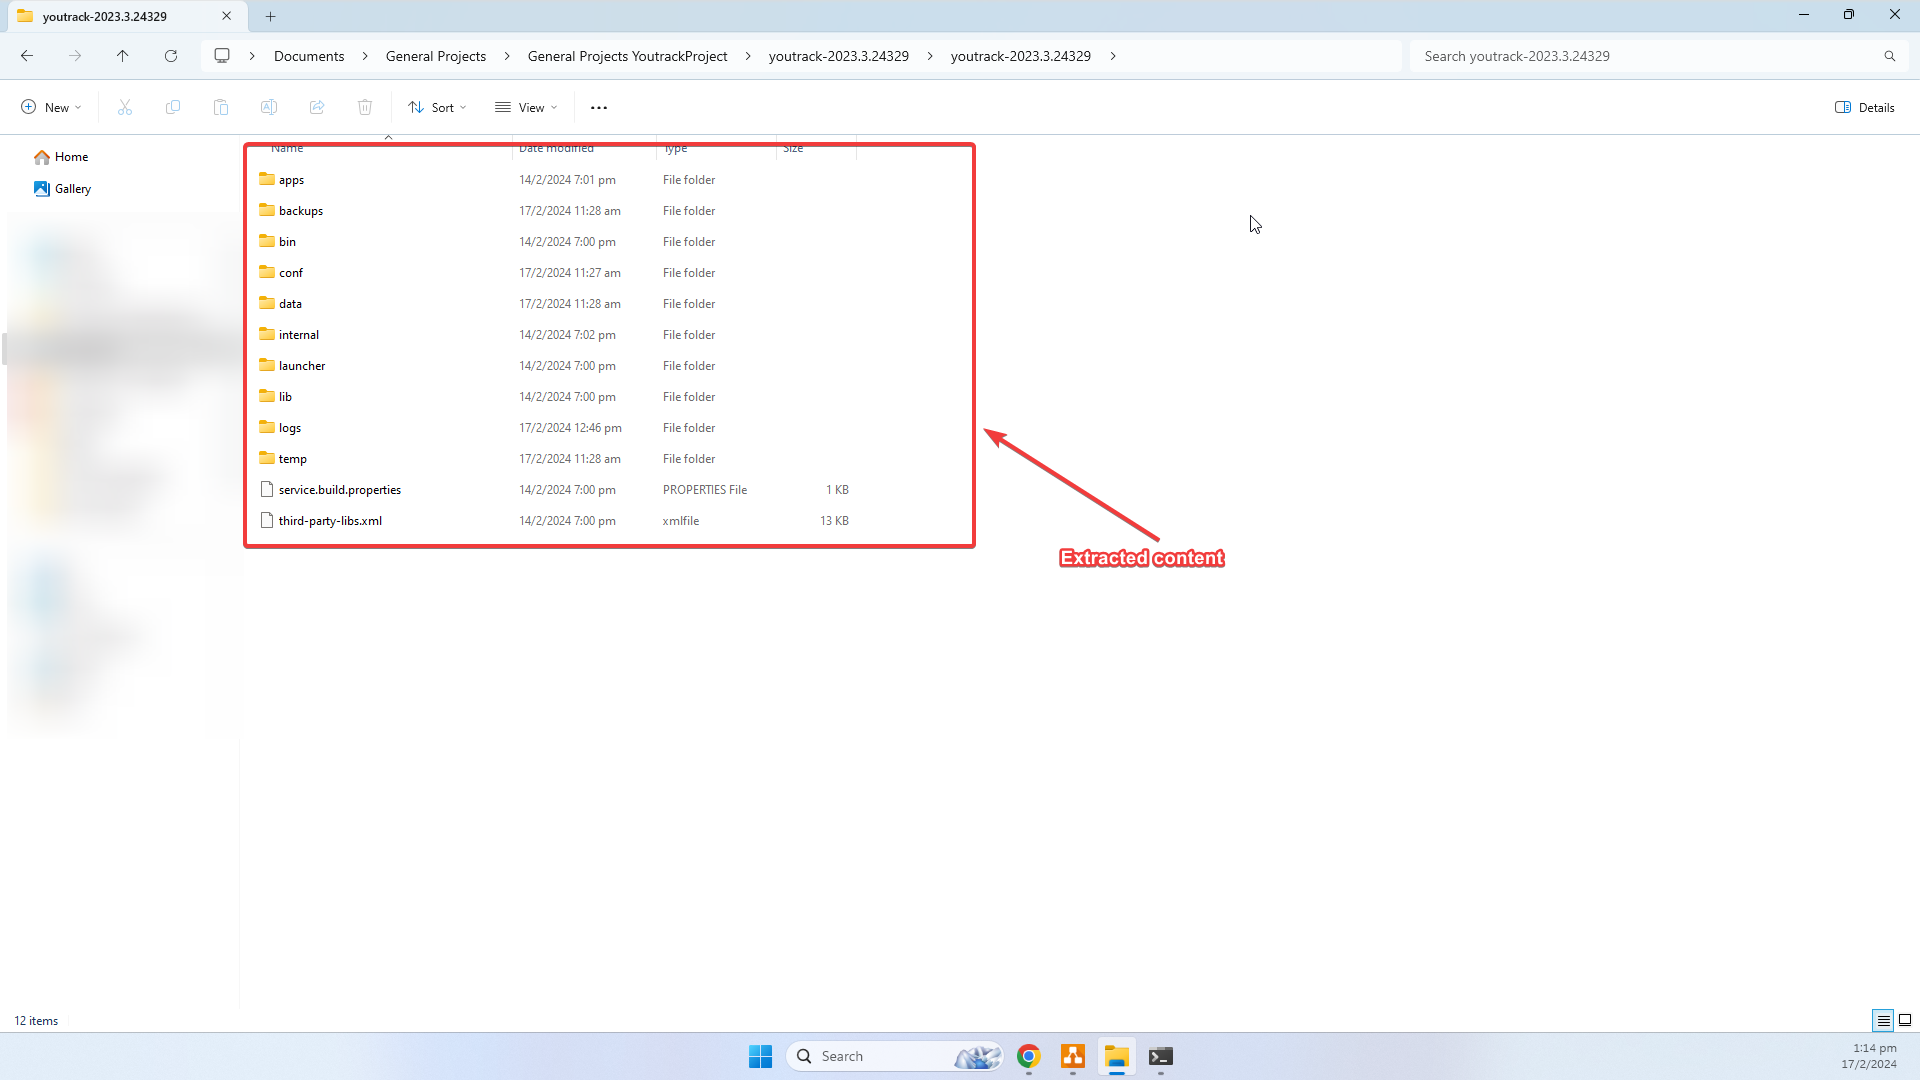 youtrack-2023.3.24329
Documents General Projects General Projects YoutrackProject youtrack-2023.3.24329 youtrack-2023.3.24329
Search youtrack-2023.3.24329
New Sort View ... Details
Home
Gallery
Name Date modified Type Size
apps 14/2/2024 7:01 pm File folder
backups 17/2/2024 11:28 am File folder
bin 14/2/2024 7:00 pm File folder
conf 17/2/2024 11:27 am File folder
data 17/2/2024 11:28 am File folder
internal 14/2/2024 7:02 pm File folder
launcher 14/2/2024 7:00 pm File folder
lib 14/2/2024 7:00 pm File folder
logs 17/2/2024 12:46 pm File folder
temp 17/2/2024 11:28 am File folder
service.build.properties 14/2/2024 7:00 pm PROPERTIES File 1 KB
third-party-libs.xml 14/2/2024 7:00 pm xmlfile 13 KB
Extracted content
12 items
Search
1:14 pm
17/2/2024